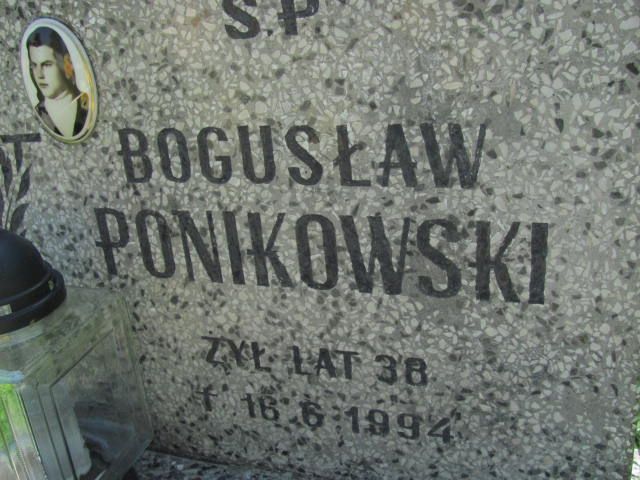 S.P.
BOGUSŁAW
PONIKOWSKI
ŻYŁ LAT 38
† 16.6.1994